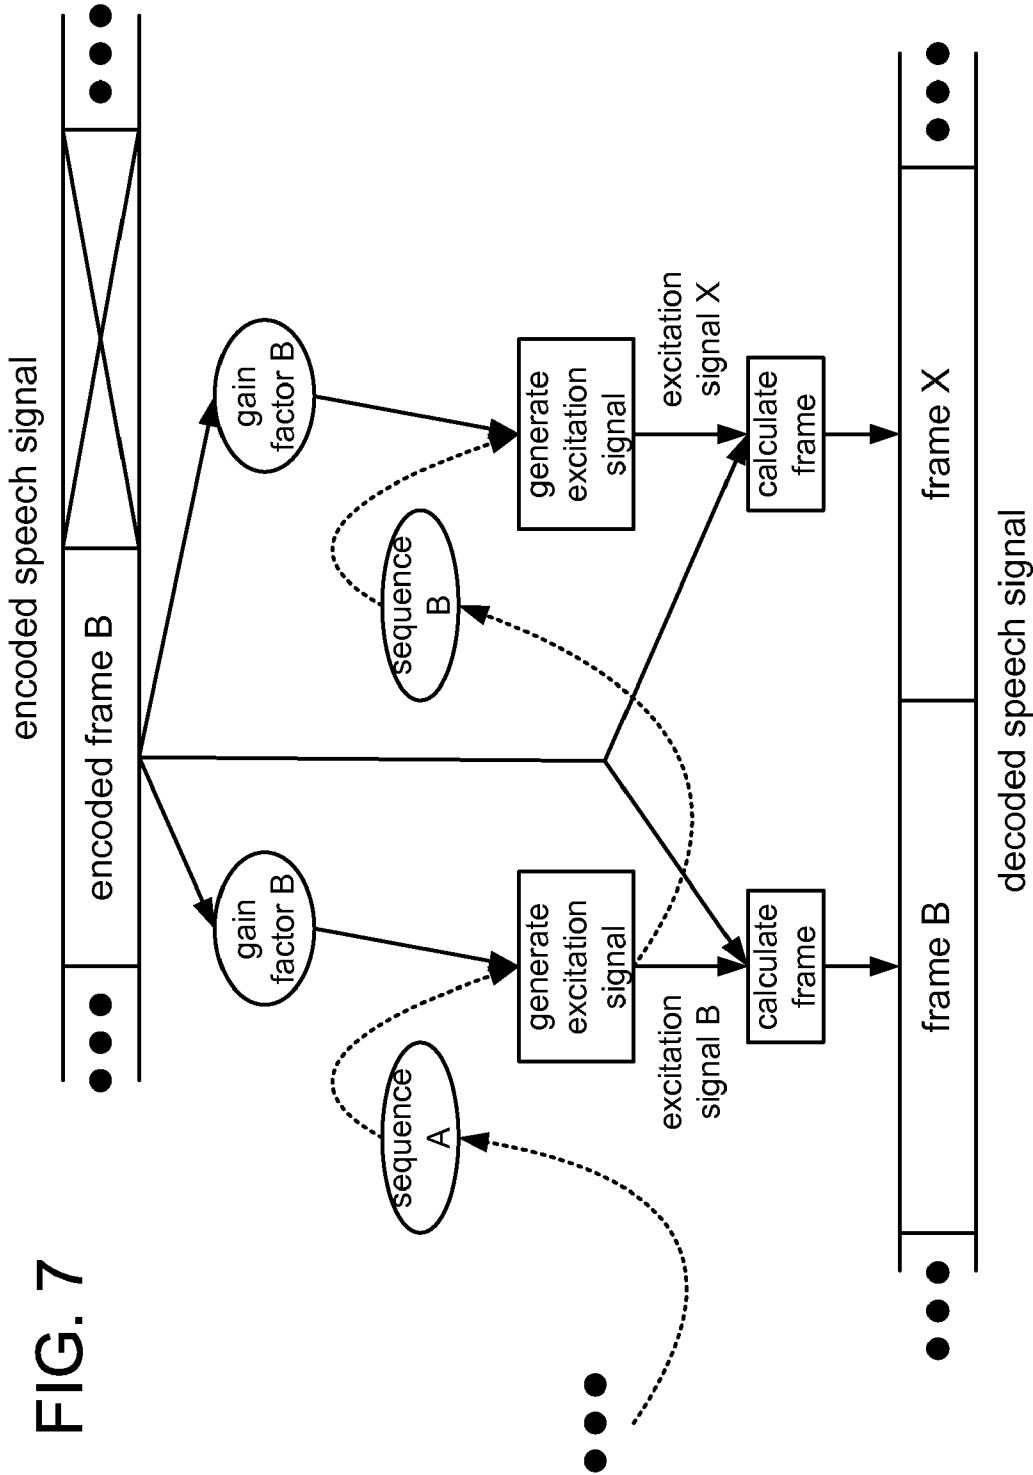 FIG. 7
encoded speech signal
encoded frame B
gain
factor B
gain
factor B
sequence
A
sequence
B
generate
excitation
signal
generate
excitation
signal
excitation
signal B
excitation
signal X
calculate
frame
calculate
frame
frame B
frame X
decoded speech signal